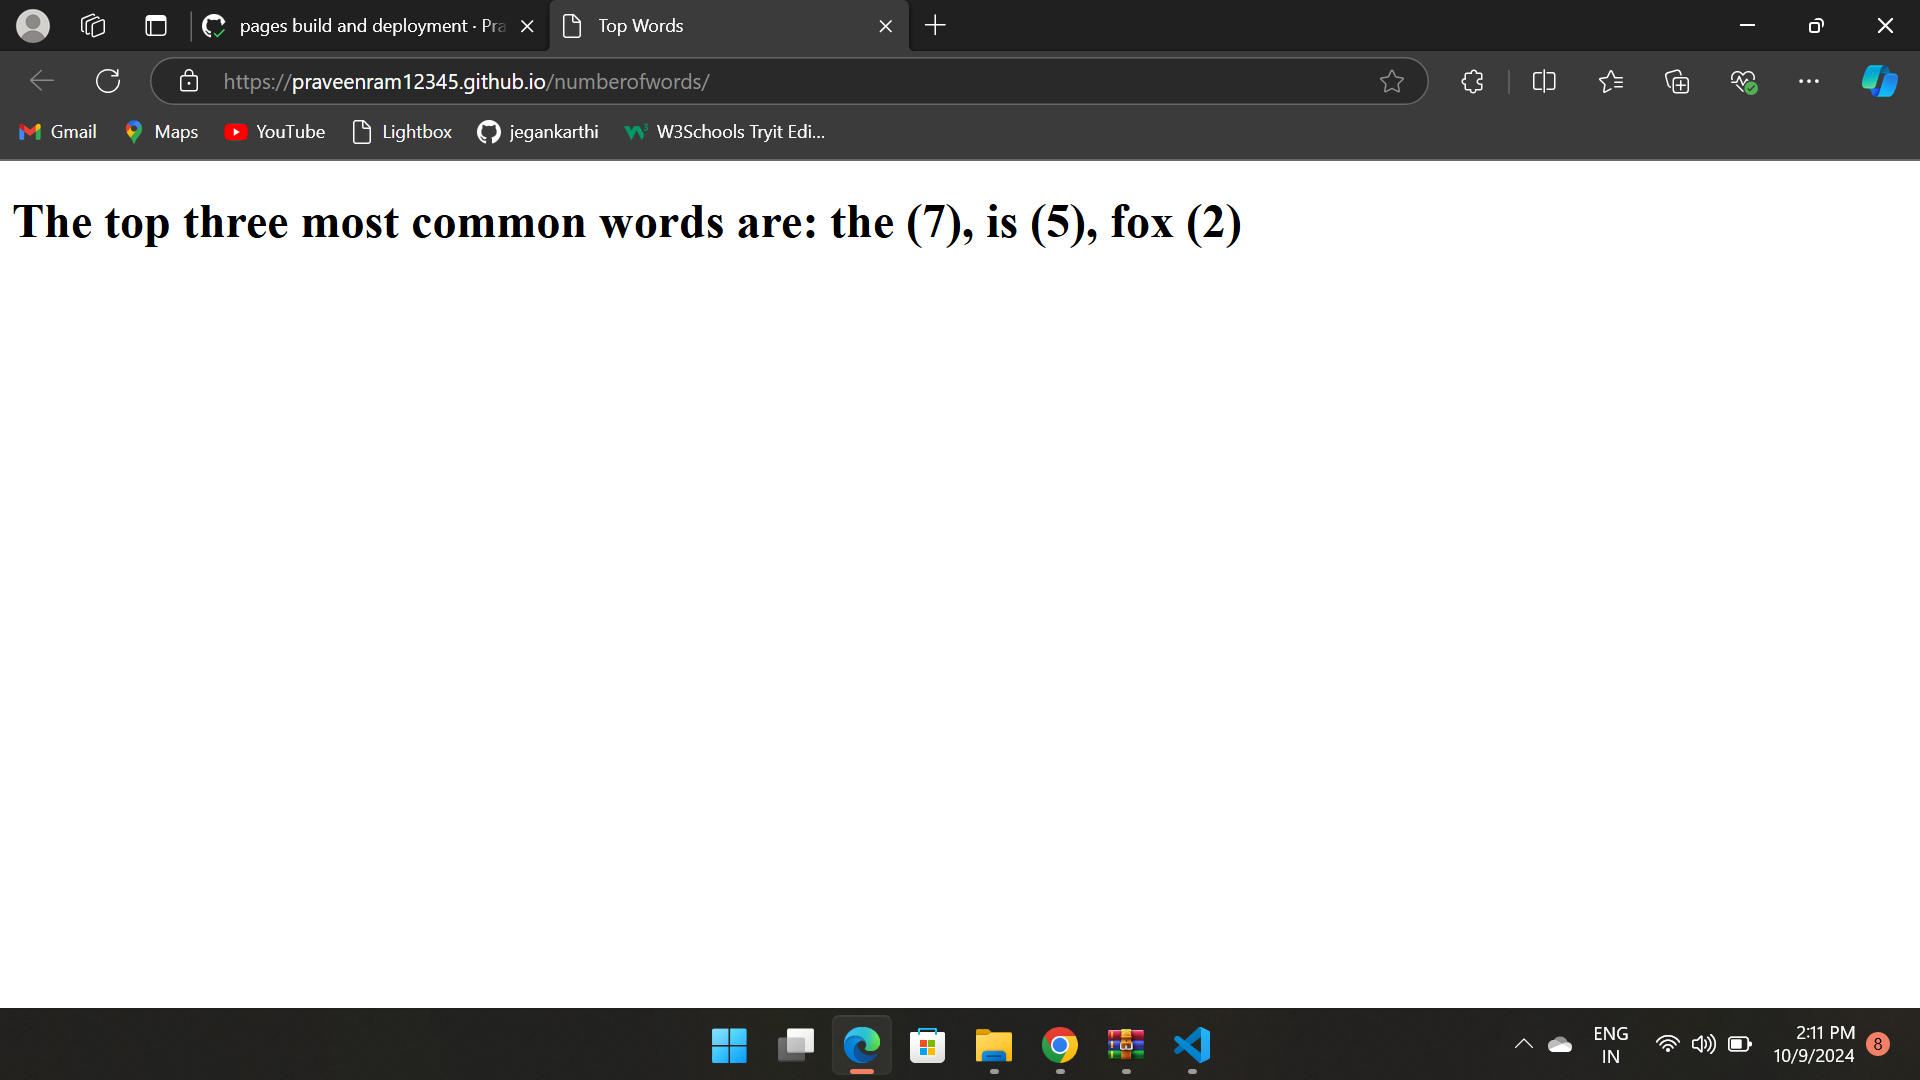 pages build and deployment · Pra
Top Words
https://praveenram12345.github.io/numberofwords/
Gmail
Maps
YouTube
Lightbox
jegankarthi
W3Schools Tryit Edi...
The top three most common words are: the (7), is (5), fox (2)
ENG
IN
2:11 PM
10/9/2024
8